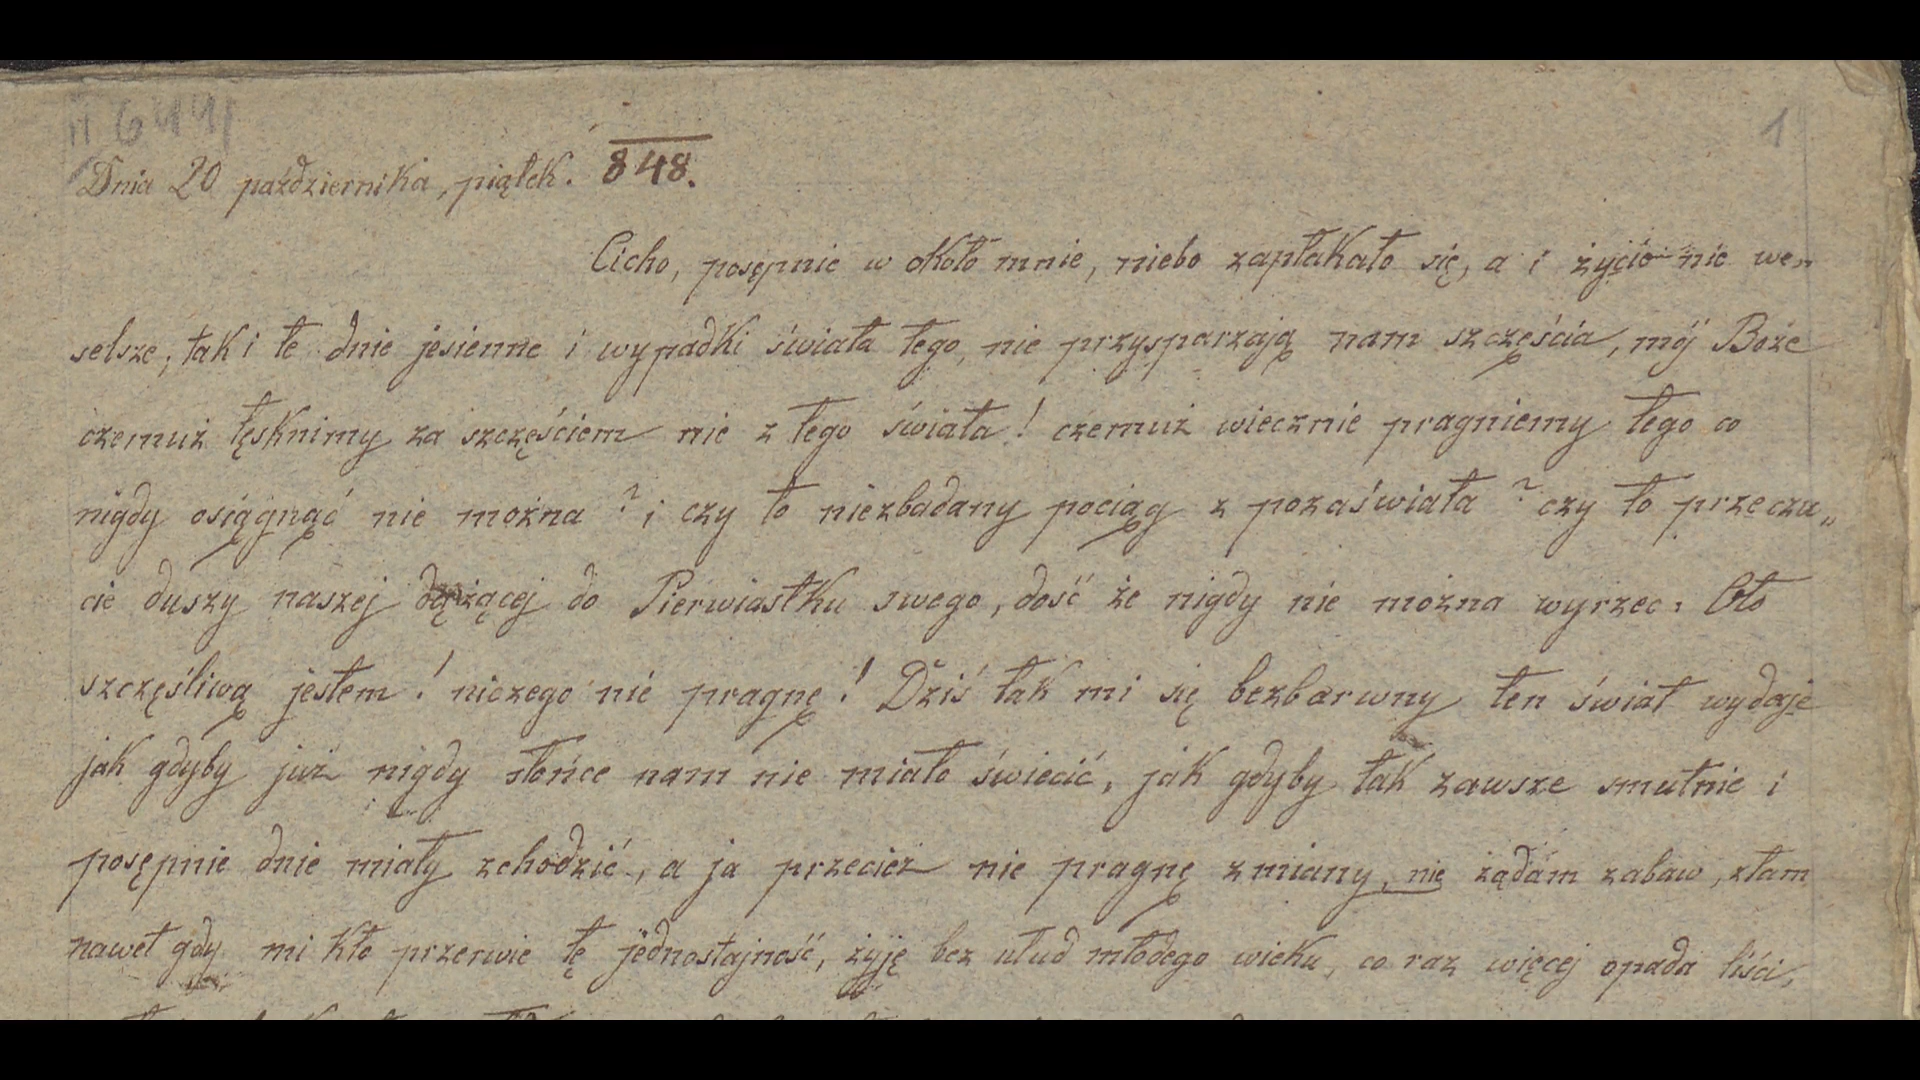 Dnia 20 października, piątek. 848.
1
Cicho, posępnie w około mnie, niebo zapłakało się, a i życie nie we„
selsze, tak i te dnie jesienne i wypadki świata tego, nie przysparzają nam szczęścia, mój Boże
czemuż tęsknimy za szczęściem nie z tego świata! czemuż wiecznie pragniemy tego co
nigdy osiągnąć nie można? i czy to niezbadany pociąg z pozaświata? czy to przeczu„
cie duszy naszej dążącej do Pierwiastku swego, dość że nigdy nie można wyrzec: Oto
szczęśliwą jestem! niczego nie pragnę! Dziś tak mi się bezbarwny ten świat wydaje
jak gdyby już nigdy słońce nam nie miało świecić, jak gdyby tak zawsze smutnie i
posępnie dnie miały zchodzić, a ja przecież nie pragnę zmiany, nie żądam zabaw, złam
nawet gdy mi kto przerwie tę jednostajność, żyję bez ułud młodego wieku, co raz więcej opada liści,